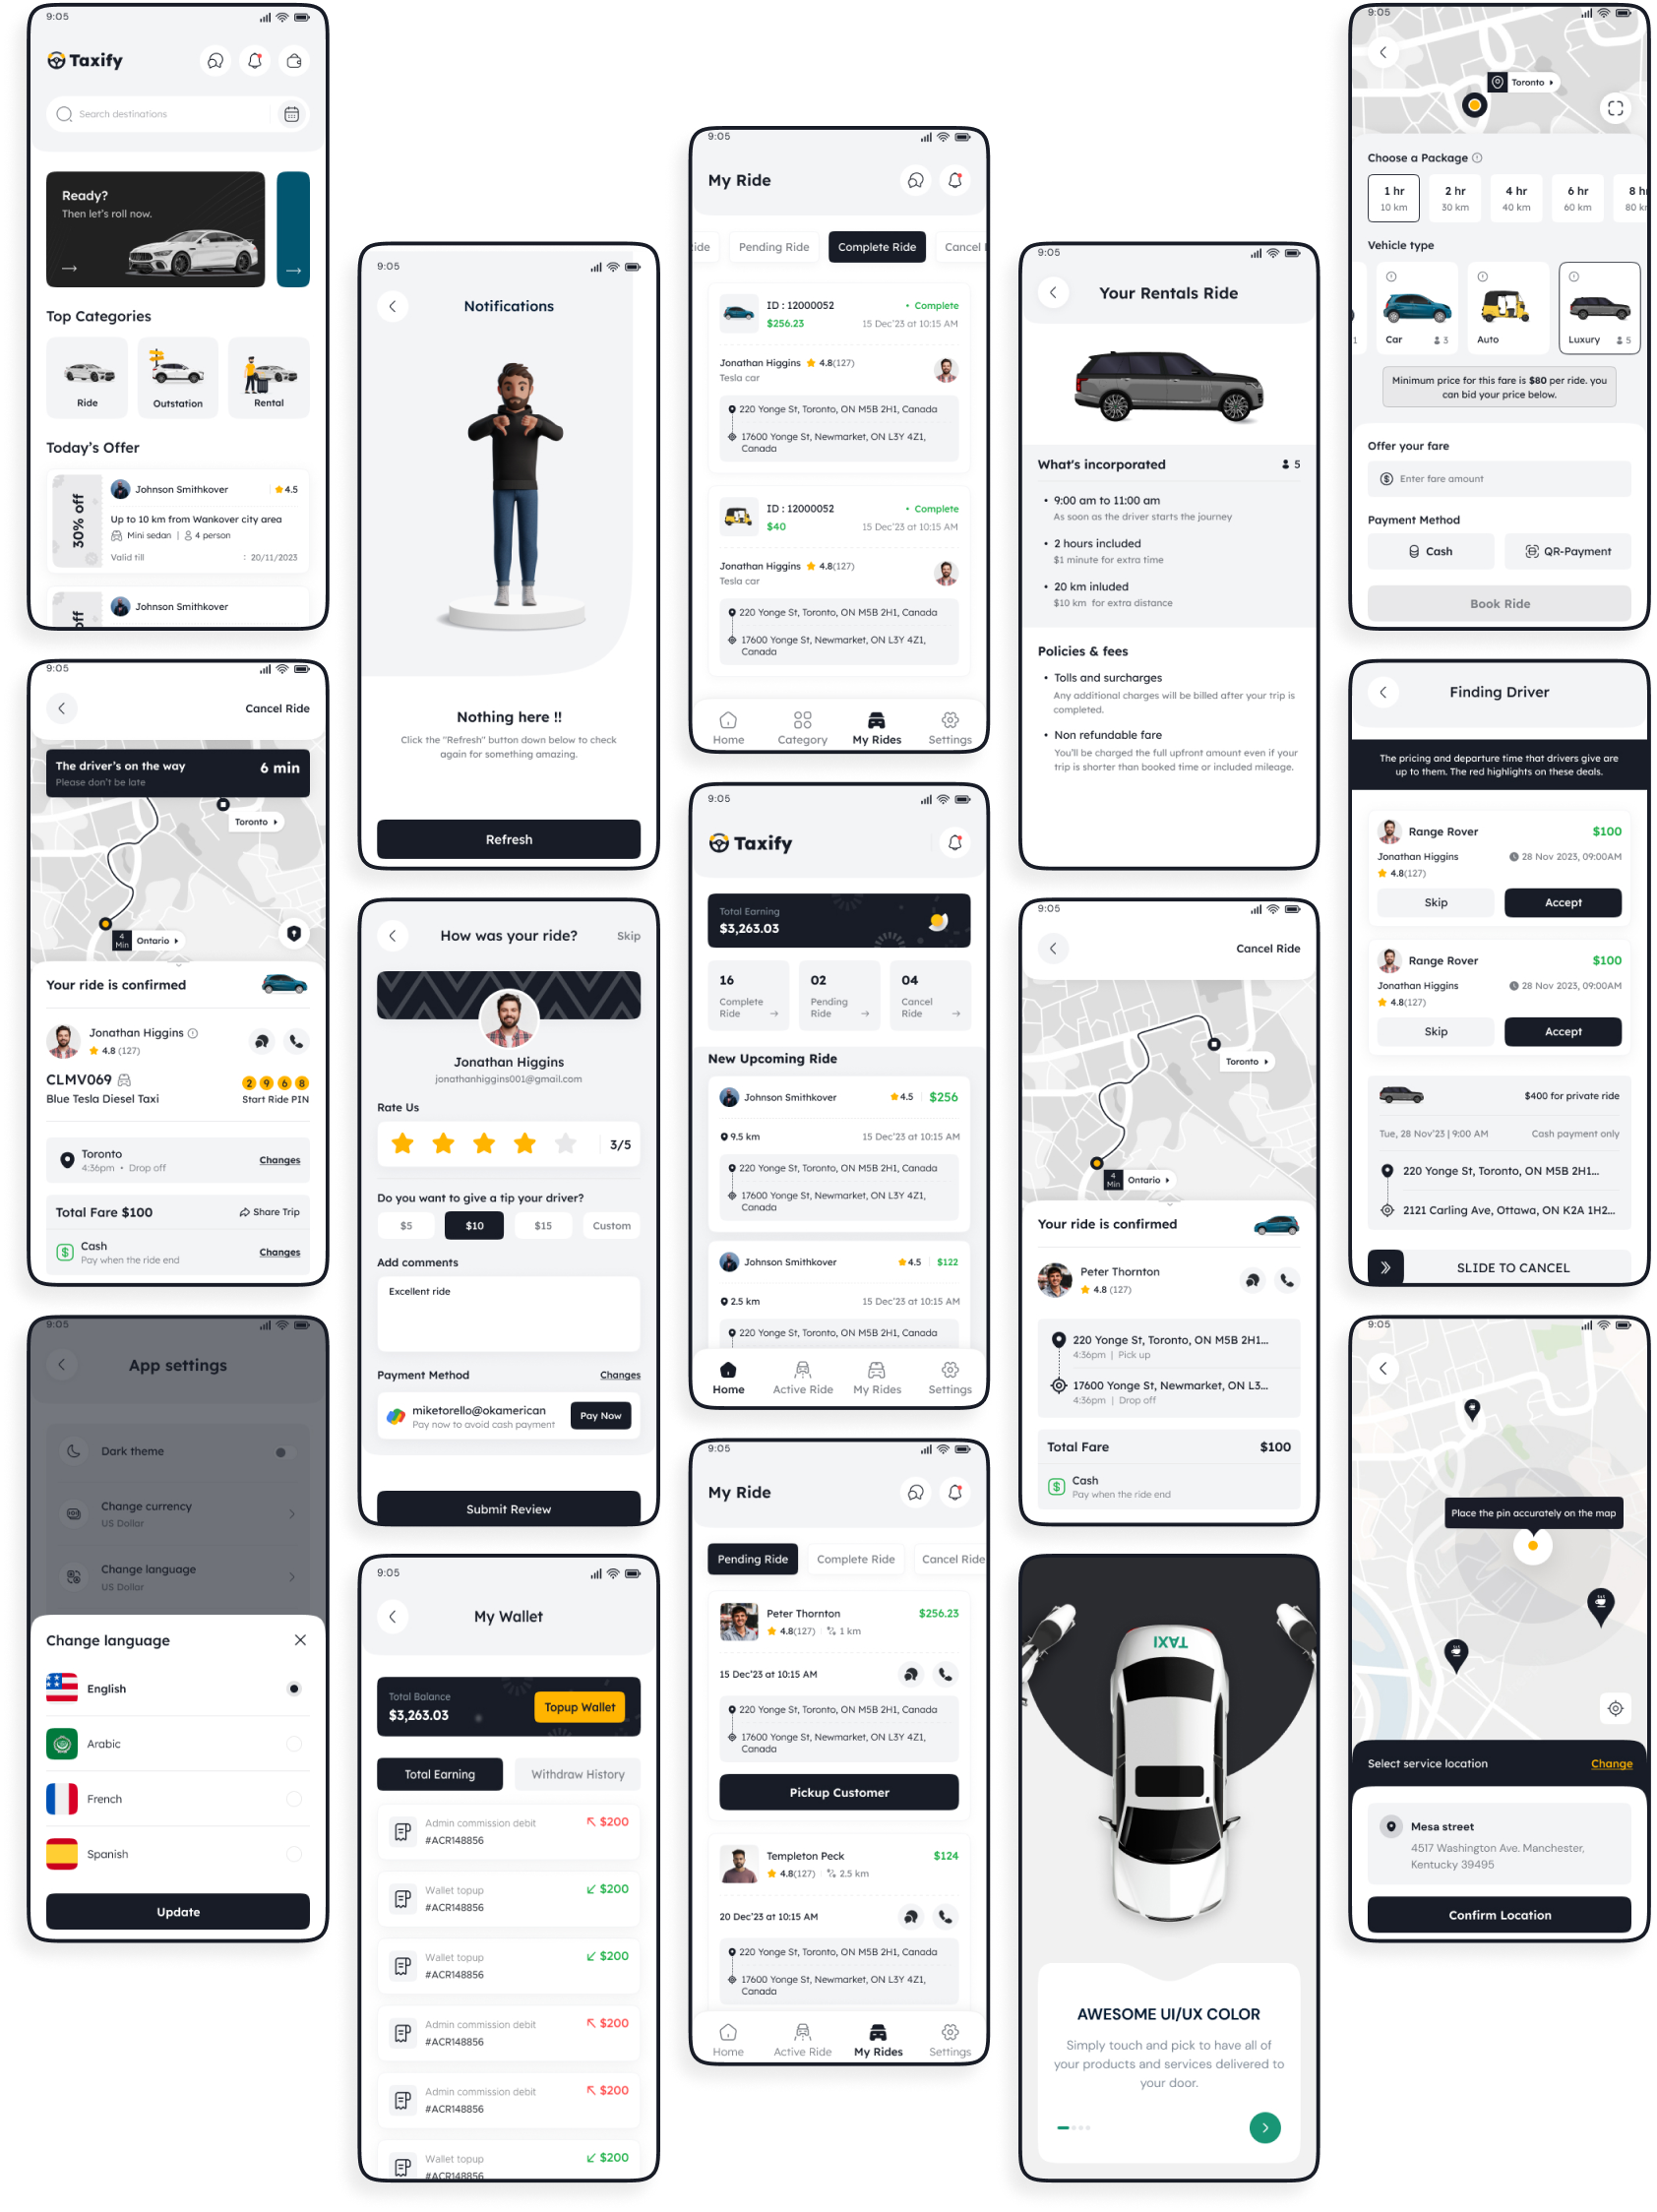 9:05
Taxify
Search destinations
Ready?
Then let's roll now.
Top Categories
Ride
Outstation
Rental
Today's Offer
30% off
Johnson Smithkover
4.5
Up to 10 km from Wankover city area
Mini sedan | 4 person
Valid till : 20/11/2023
off
Johnson Smithkover
9:05
Cancel Ride
The driver's on the way
6 min
Please don't be late
Toronto
4 Min
Ontario
Your ride is confirmed
Jonathan Higgins
4.8 (127)
CLMV069
2 9 6 8
Blue Tesla Diesel Taxi
Start Ride PIN
Toronto
4:36pm • Drop off
Changes
Total Fare $100
Share Trip
Cash
Pay when the ride end
Changes
9:05
App settings
Dark theme
Change currency
US Dollar
Change language
US Dollar
Change language
English
Arabic
French
Spanish
Update
9:05
Notifications
Nothing here !!
Click the "Refresh" button down below to check
again for something amazing.
Refresh
How was your ride?
Skip
Jonathan Higgins
jonathanhiggins001@gmail.com
Rate Us
3/5
Do you want to give a tip your driver?
$5
$10
$15
Custom
Add comments
Excellent ride
Payment Method
Changes
miketorello@okamerican
Pay now to avoid cash payment
Pay Now
Submit Review
9:05
My Wallet
Total Balance
$3,263.03
Topup Wallet
Total Earning
Withdraw History
Admin commission debit
$200
#ACR148856
Wallet topup
$200
#ACR148856
Wallet topup
$200
#ACR148856
Admin commission debit
$200
#ACR148856
Admin commission debit
$200
#ACR148856
Wallet topup
$200
#ACR148856
9:05
My Ride
ide
Pending Ride
Complete Ride
Cancel
ID : 12000052
• Complete
$256.23
15 Dec'23 at 10:15 AM
Jonathan Higgins
4.8(127)
Tesla car
220 Yonge St, Toronto, ON M5B 2H1, Canada
17600 Yonge St, Newmarket, ON L3Y 4Z1,
Canada
ID : 12000052
• Complete
$40
15 Dec'23 at 10:15 AM
Jonathan Higgins
4.8(127)
Tesla car
220 Yonge St, Toronto, ON M5B 2H1, Canada
17600 Yonge St, Newmarket, ON L3Y 4Z1,
Canada
Home
Category
My Rides
Settings
9:05
Taxify
Total Earning
$3,263.03
16
Complete
Ride
02
Pending
Ride
04
Cancel
Ride
New Upcoming Ride
Johnson Smithkover
4.5
$256
9.5 km
15 Dec'23 at 10:15 AM
220 Yonge St, Toronto, ON M5B 2H1, Canada
17600 Yonge St, Newmarket, ON L3Y 4Z1,
Canada
Johnson Smithkover
4.5
$122
2.5 km
15 Dec'23 at 10:15 AM
220 Yonge St, Toronto, ON M5B 2H1, Canada
Home
Active Ride
My Rides
Settings
9:05
My Ride
Pending Ride
Complete Ride
Cancel Ride
Peter Thornton
$256.23
4.8(127)
1 km
15 Dec'23 at 10:15 AM
220 Yonge St, Toronto, ON M5B 2H1, Canada
17600 Yonge St, Newmarket, ON L3Y 4Z1,
Canada
Pickup Customer
Templeton Peck
$124
4.8(127)
2.5 km
20 Dec'23 at 10:15 AM
220 Yonge St, Toronto, ON M5B 2H1, Canada
17600 Yonge St, Newmarket, ON L3Y 4Z1,
Canada
Home
Active Ride
My Rides
Settings
9:05
Your Rentals Ride
What's incorporated
5
• 9:00 am to 11:00 am
As soon as the driver starts the journey
• 2 hours included
$1 minute for extra time
• 20 km inluded
$10 km for extra distance
Policies & fees
• Tolls and surcharges
Any additional charges will be billed after your trip is
completed.
• Non refundable fare
You'll be charged the full upfront amount even if your
trip is shorter than booked time or included mileage.
9:05
Cancel Ride
Toronto
4 Min
Ontario
Your ride is confirmed
Peter Thornton
4.8 (127)
220 Yonge St, Toronto, ON M5B 2H1...
4:36pm | Pick up
17600 Yonge St, Newmarket, ON L3...
4:36pm | Drop off
Total Fare
$100
Cash
Pay when the ride end
TAXI
AWESOME UI/UX COLOR
Simply touch and pick to have all of
your products and services delivered to
your door.
9:05
Toronto
Choose a Package
1 hr
10 km
2 hr
30 km
4 hr
40 km
6 hr
60 km
8 h
80 k
Vehicle type
1
Car
3
Auto
Luxury
5
Minimum price for this fare is $80 per ride. you
can bid your price below.
Offer your fare
Enter fare amount
Payment Method
Cash
QR-Payment
Book Ride
Finding Driver
The pricing and departure time that drivers give are
up to them. The red highlights on these deals.
Range Rover
$100
Jonathan Higgins
28 Nov 2023, 09:00AM
4.8(127)
Skip
Accept
Range Rover
$100
Jonathan Higgins
28 Nov 2023, 09:00AM
4.8(127)
Skip
Accept
$400 for private ride
Tue, 28 Nov'23 | 9:00 AM
Cash payment only
220 Yonge St, Toronto, ON M5B 2H1...
2121 Carling Ave, Ottawa, ON K2A 1H2...
SLIDE TO CANCEL
9:05
Place the pin accurately on the map
Select service location
Change
Mesa street
4517 Washington Ave. Manchester,
Kentucky 39495
Confirm Location